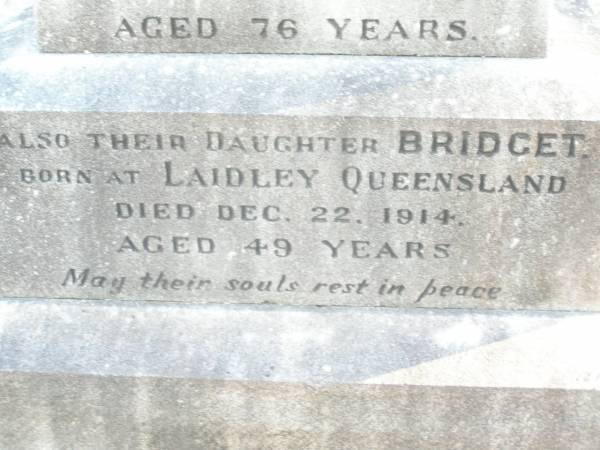 AGED 76 YEARS.
ALSO THEIR DAUGHTER BRIDGET.
BORN AT LAIDLEY QUEENSLAND
DIED DEC. 22. 1914.
AGED 49 YEARS
May their souls rest in peace